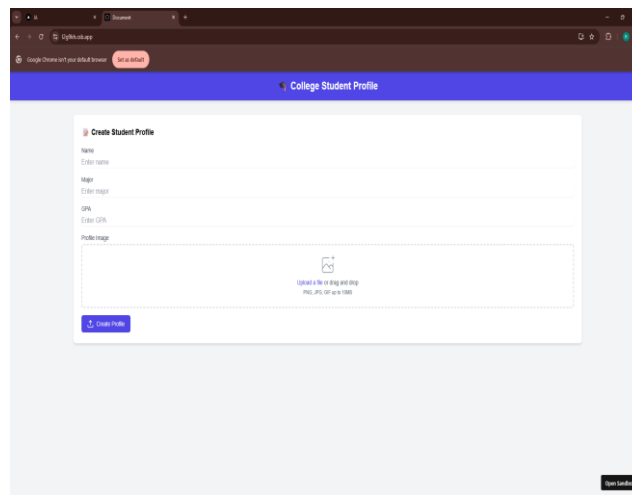 Document
Google Chrome isn't your default browser
Set as default
College Student Profile
Create Student Profile
Name
Enter name
Major
Enter major
GPA
Enter GPA
Profile Image
Upload a file or drag and drop
PNG, JPG, GIF up to 10MB
Create Profile
Open Sandbo